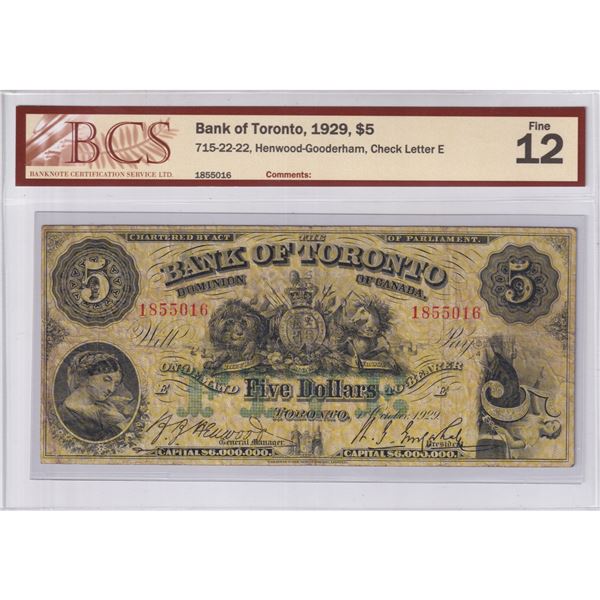 BCS
BANKNOTE CERTIFICATION SERVICE LTD.
Bank of Toronto, 1929, $5
715-22-22, Henwood-Gooderham, Check Letter E
1855016 Comments:
Fine
12
CHARTERED BY ACT THE OF PARLIAMENT.
5 BANK OF TORONTO 5
DOMINION OF CANADA.
1855016 1855016
Will Pay
ON DEMAND Five Dollars TO BEARER
E E
TORONTO, 1st October, 1929
General Manager. President
CAPITAL $6,000,000. CAPITAL $6,000,000.